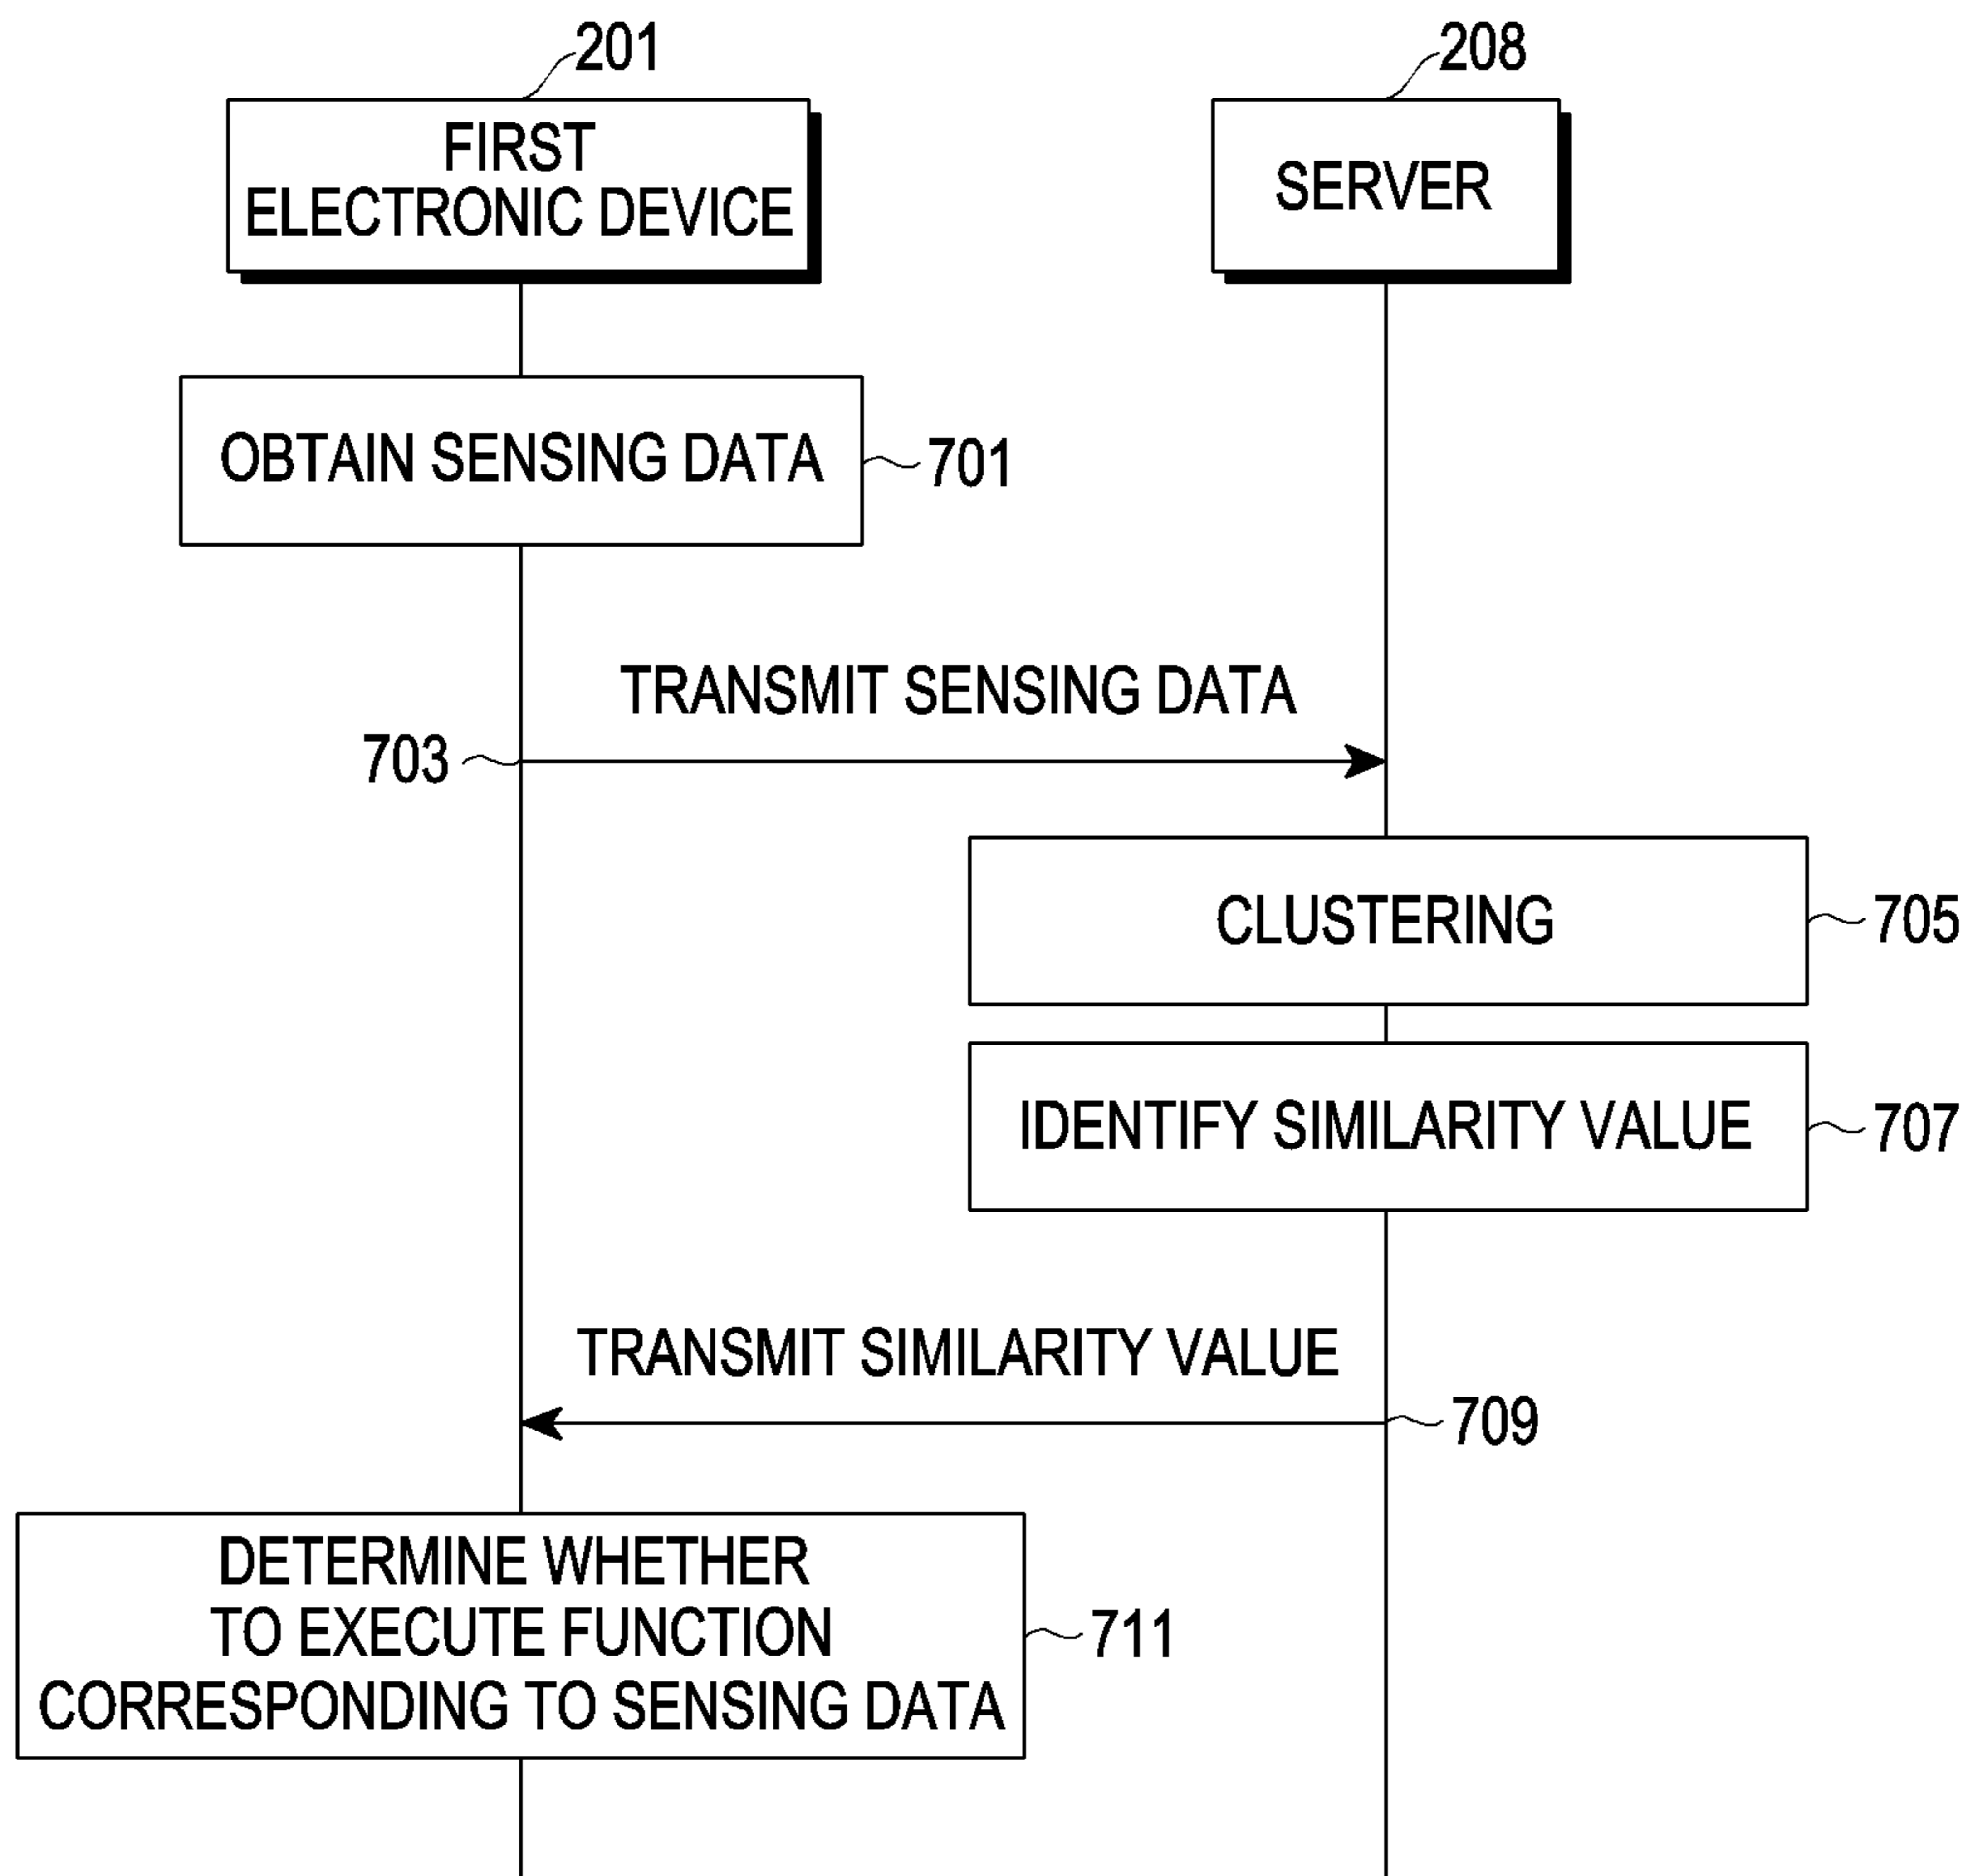 201
208
FIRST
ELECTRONIC DEVICE
SERVER
OBTAIN SENSING DATA
701
TRANSMIT SENSING DATA
703
CLUSTERING
705
IDENTIFY SIMILARITY VALUE
707
TRANSMIT SIMILARITY VALUE
709
DETERMINE WHETHER
TO EXECUTE FUNCTION
CORRESPONDING TO SENSING DATA
711